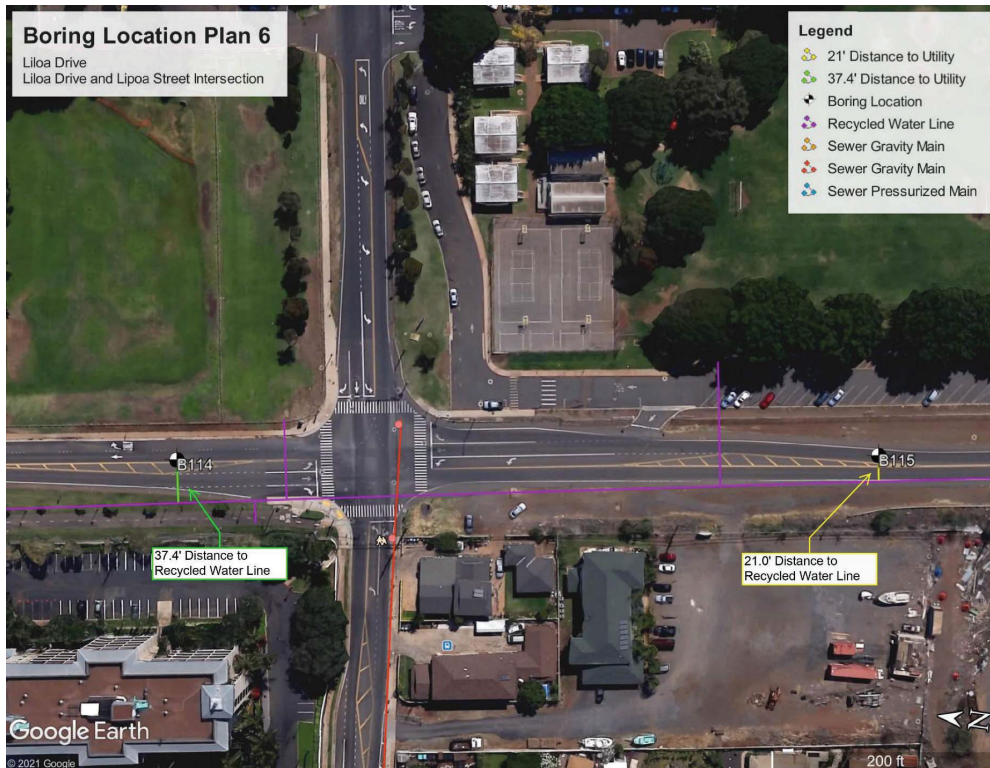 Boring Location Plan 6
Liloa Drive
Liloa Drive and Lipoa Street Intersection
Legend
21' Distance to Utility
37.4' Distance to Utility
Boring Location
Recycled Water Line
Sewer Gravity Main
Sewer Gravity Main
Sewer Pressurized Main
B114
B115
37.4' Distance to
Recycled Water Line
21.0' Distance to
Recycled Water Line
Google Earth
© 2021 Google
200 ft
N